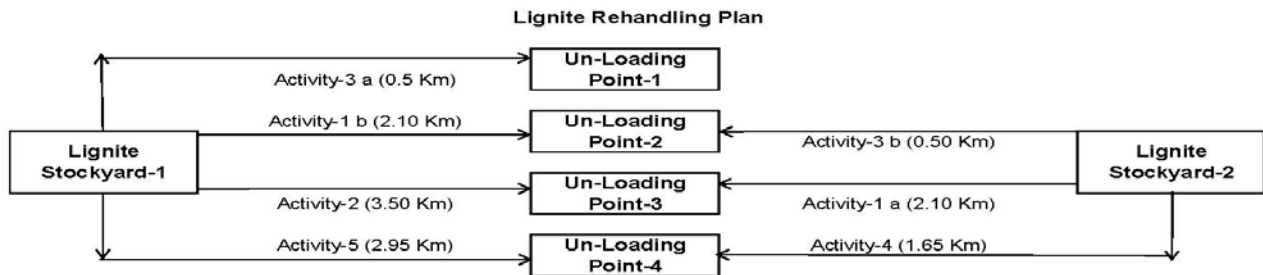 Lignite Rehandling Plan
Un-Loading
Point-1
Activity-3 a (0.5 Km)
Activity-1 b (2.10 Km)
Un-Loading
Point-2
Activity-3 b (0.50 Km)
Lignite
Stockyard-1
Lignite
Stockyard-2
Un-Loading
Point-3
Activity-2 (3.50 Km)
Activity-1 a (2.10 Km)
Activity-5 (2.95 Km)
Un-Loading
Point-4
Activity-4 (1.65 Km)